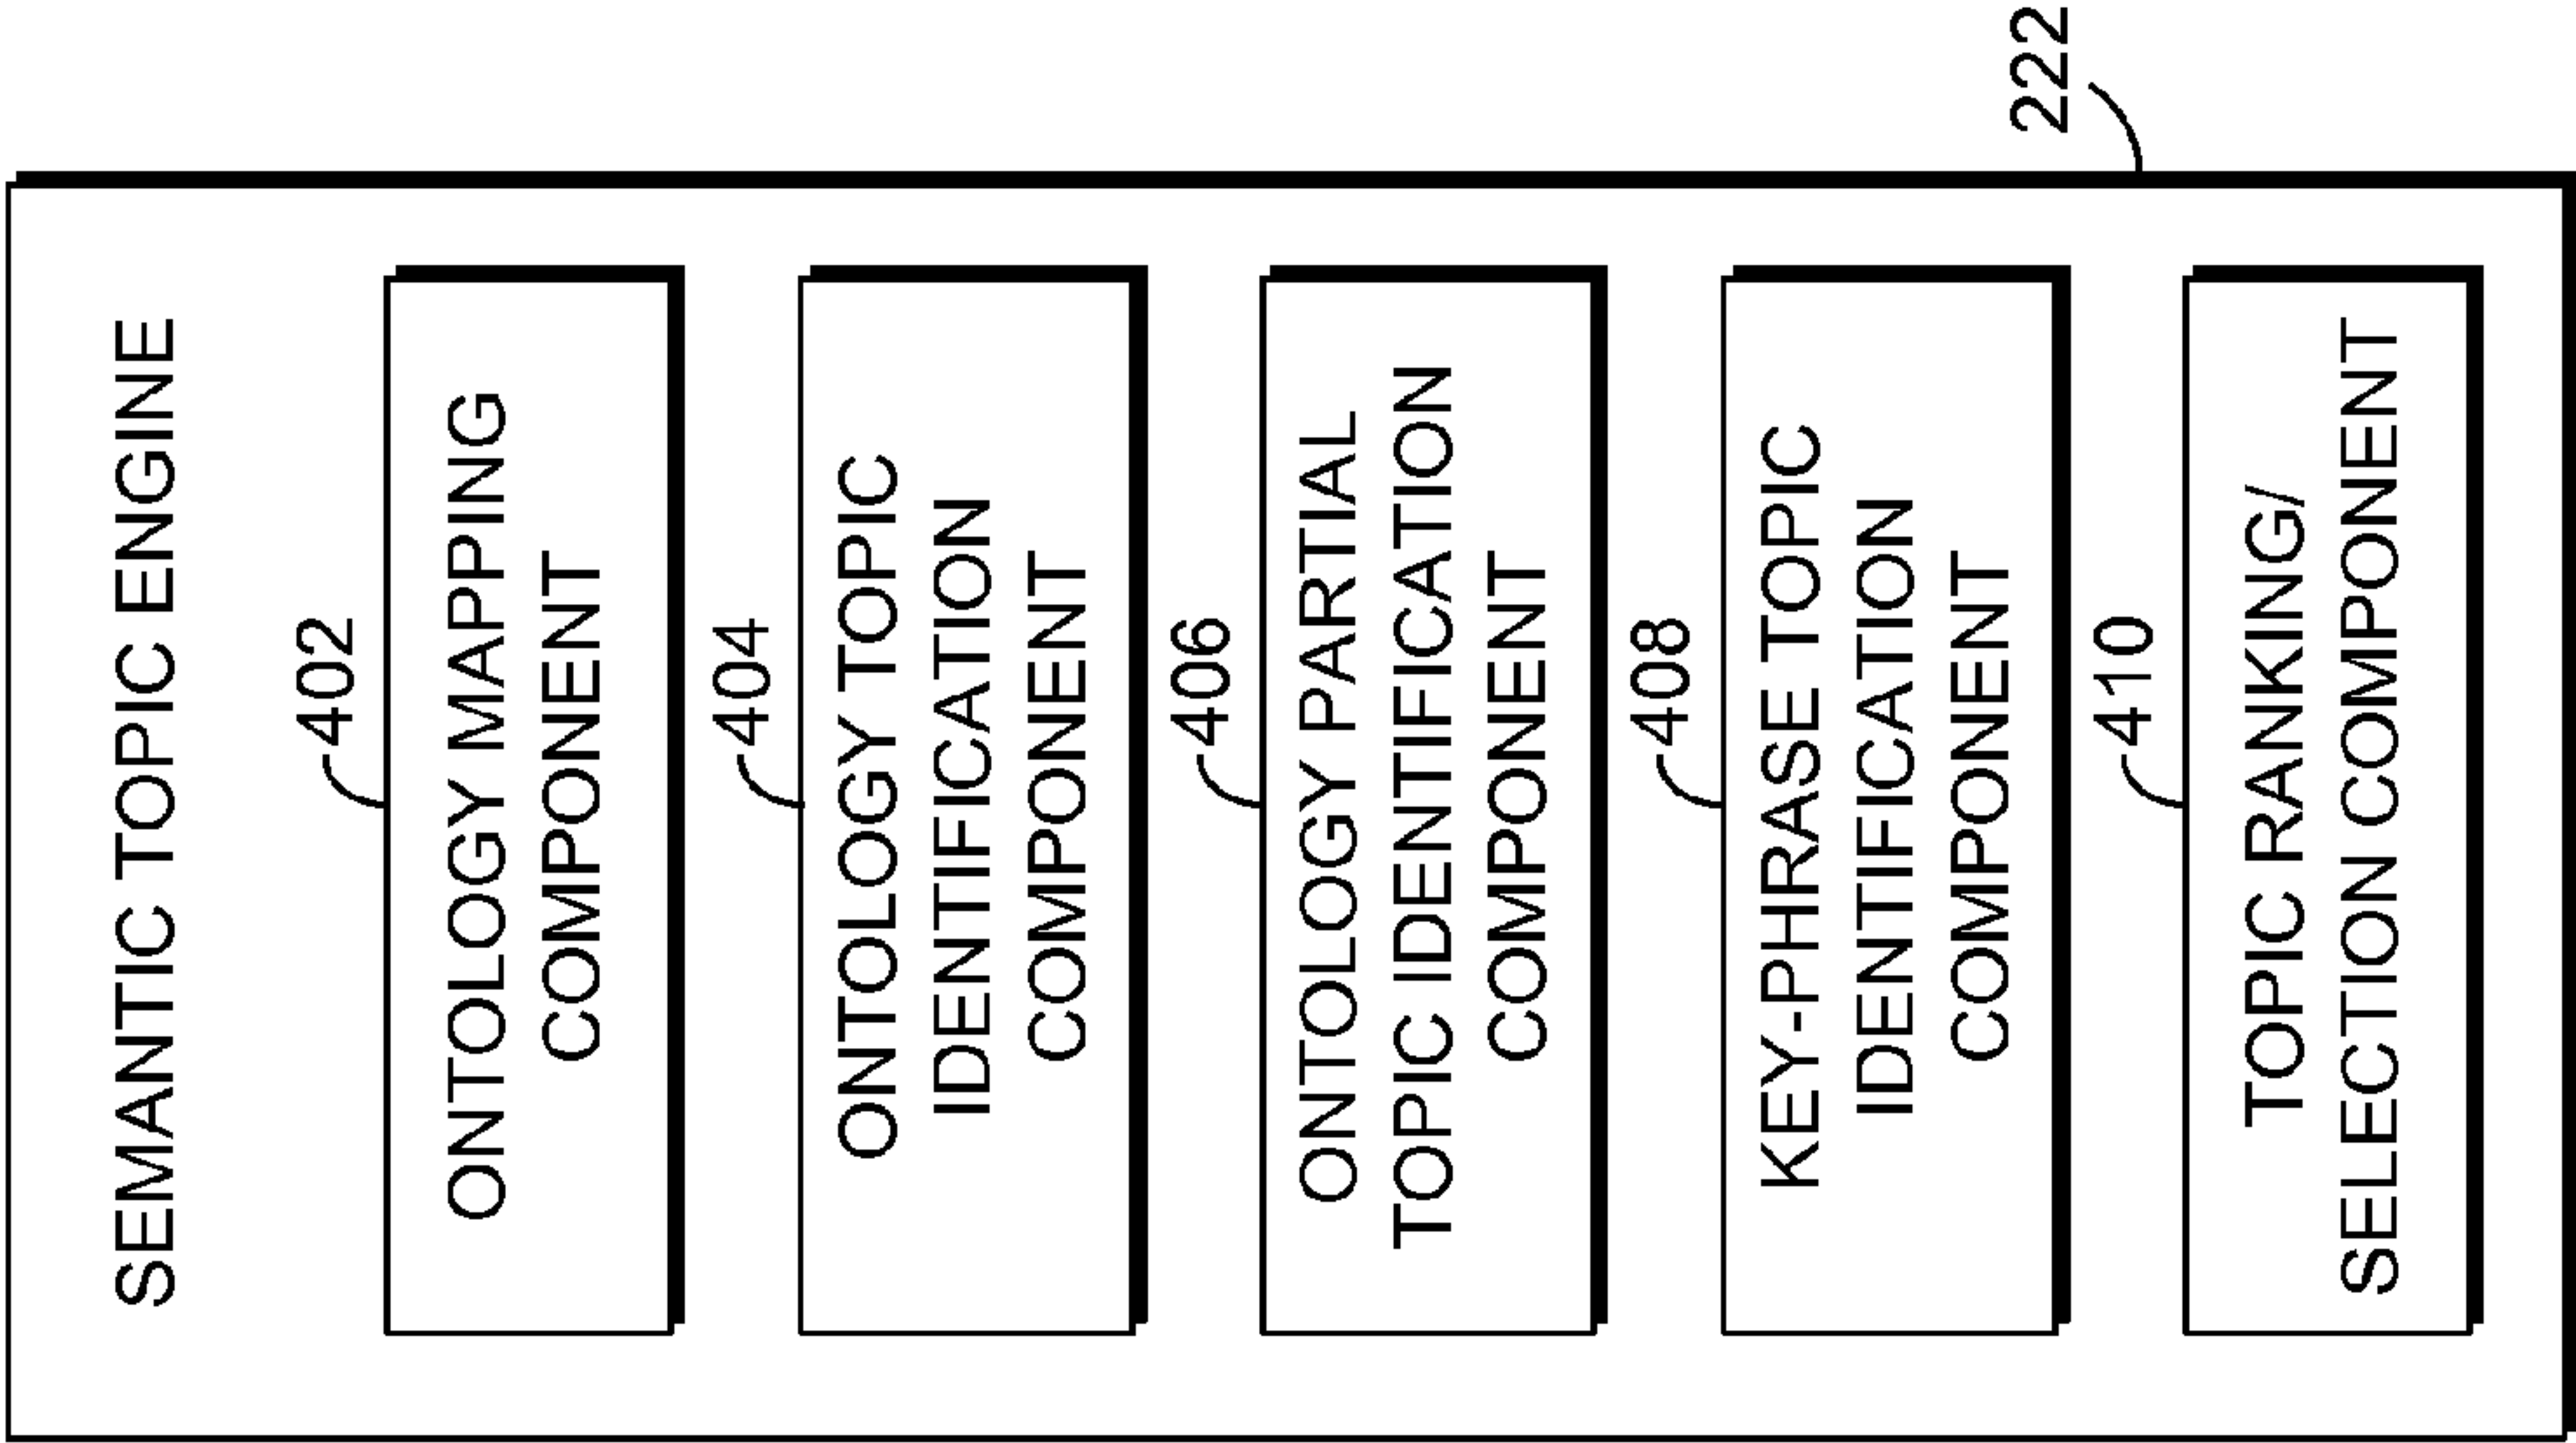 SEMANTIC TOPIC ENGINE
402
ONTOLOGY MAPPING
COMPONENT
404
ONTOLOGY TOPIC
IDENTIFICATION
COMPONENT
406
ONTOLOGY PARTIAL
TOPIC IDENTIFICATION
COMPONENT
408
KEY-PHRASE TOPIC
IDENTIFICATION
COMPONENT
410
TOPIC RANKING/
SELECTION COMPONENT
222